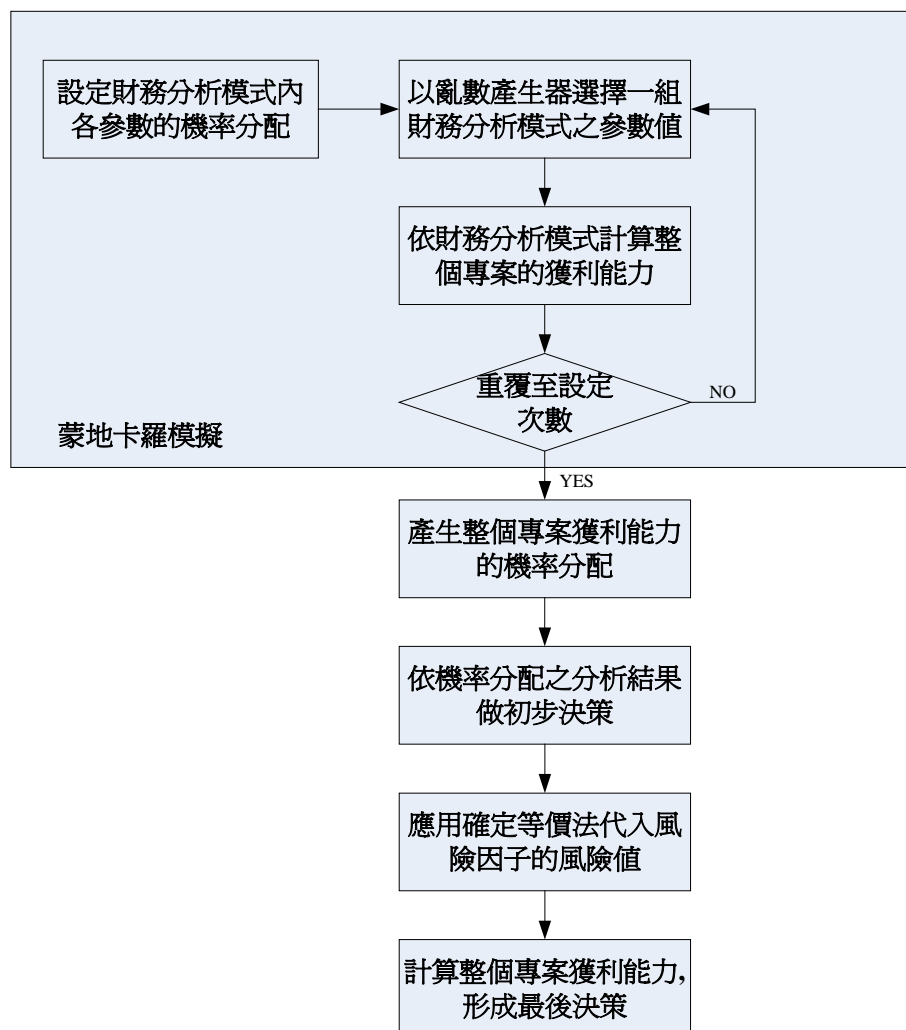 設定財務分析模式內
各參數的機率分配
以亂數產生器選擇一組
財務分析模式之參數值
依財務分析模式計算整
個專案的獲利能力
重覆至設定
次數
NO
蒙地卡羅模擬
YES
產生整個專案獲利能力
的機率分配
依機率分配之分析結果
做初步決策
應用確定等價法代入風
險因子的風險值
計算整個專案獲利能力,
形成最後決策